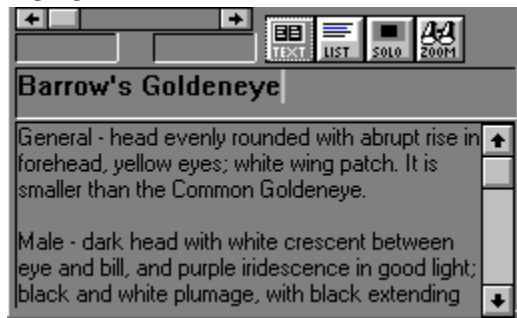 TEXT LIST SOLO ZOOM
Barrow's Goldeneye
General - head evenly rounded with abrupt rise in
forehead, yellow eyes; white wing patch. It is
smaller than the Common Goldeneye.
Male - dark head with white crescent between
eye and bill, and purple iridescence in good light;
black and white plumage, with black extending